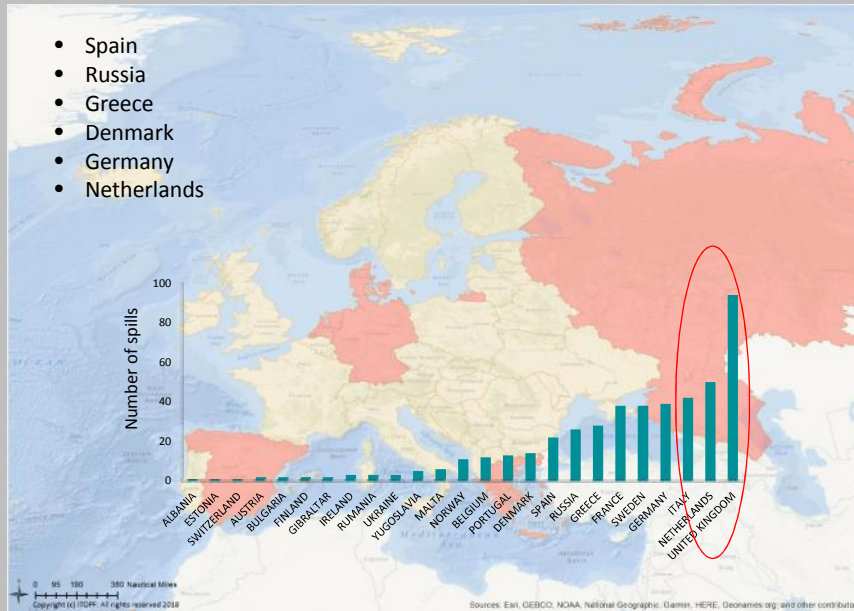 • Spain
• Russia
• Greece
• Denmark
• Germany
• Netherlands
Number of spills
100
80
60
40
20
0
ALBANIA
ESTONIA
SWITZERLAND
AUSTRIA
BULGARIA
FINLAND
GIBRALTAR
IRELAND
RUMANIA
UKRAINE
YUGOSLAVIA
MALTA
NORWAY
BELGIUM
PORTUGAL
DENMARK
SPAIN
RUSSIA
GREECE
FRANCE
SWEDEN
GERMANY
ITALY
NETHERLANDS
UNITED KINGDOM
0 95 190 380 Nautical Miles
Copyright (c) ITOPF: All rights reserved 2018
Sources: Esri, GEBCO, NOAA, National Geographic, Garmin, HERE, Geonames.org, and other contributo